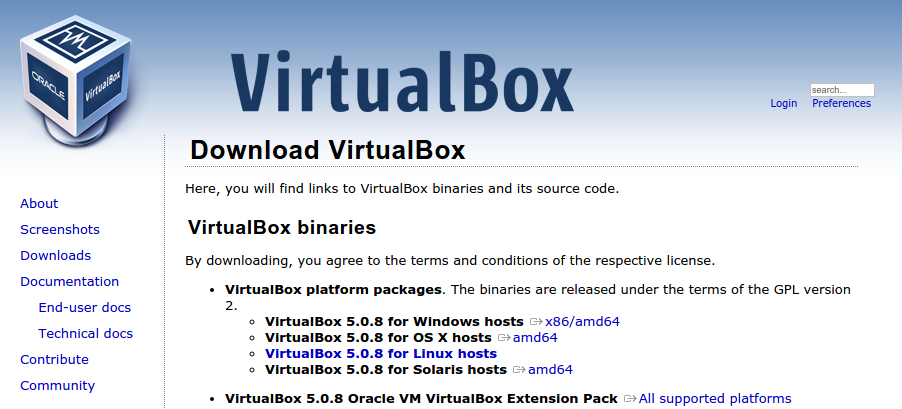 ORACLE
VirtualBox
VirtualBox
search...
Login Preferences
Download VirtualBox
Here, you will find links to VirtualBox binaries and its source code.
About
Screenshots
Downloads
Documentation
End-user docs
Technical docs
Contribute
Community
VirtualBox binaries
By downloading, you agree to the terms and conditions of the respective license.
• VirtualBox platform packages. The binaries are released under the terms of the GPL version
2.
◦ VirtualBox 5.0.8 for Windows hosts x86/amd64
◦ VirtualBox 5.0.8 for OS X hosts amd64
◦ VirtualBox 5.0.8 for Linux hosts
◦ VirtualBox 5.0.8 for Solaris hosts amd64
• VirtualBox 5.0.8 Oracle VM VirtualBox Extension Pack All supported platforms